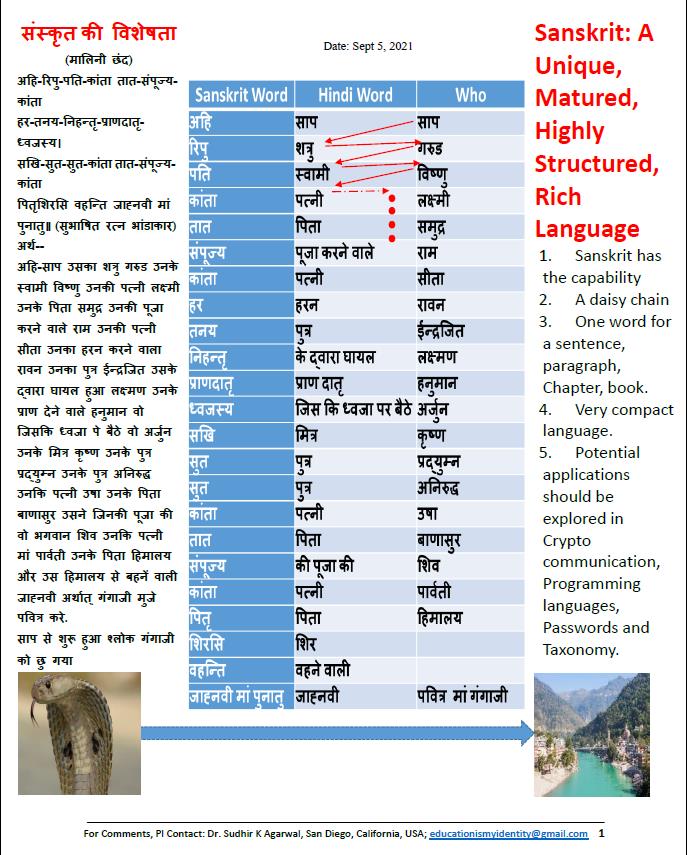 संस्कृत की विशेषता
(मालिनी छंद)
अहि-रिपु-पति-कांता तात-संपूज्य-
कांता
हर-तनय-निहन्तृ-प्राणदातृ-
ध्वजस्य।
सखि-सुत-सुत-कांता तात-संपूज्य-
कांता
पितृशिरसि वहन्ति जाह्नवी मां
पुनातु॥ (सुभाषित रत्न भांडाकार)
अर्थ--
अहि-साप उसका शत्रु गरुड उनके
स्वामी विष्णु उनकी पत्नी लक्ष्मी
उनके पिता समुद्र उनकी पूजा
करने वाले राम उनकी पत्नी
सीता उनका हरन करने वाला
रावन उनका पुत्र ईन्द्रजित उसके
द्वारा घायल हुआ लक्ष्मण उनके
प्राण देने वाले हनुमान वो
जिसकि ध्वजा पे बैठे वो अर्जुन
उनके मित्र कृष्ण उनके पुत्र
प्रद्युम्न उनके पुत्र अनिरुद्ध
उनकि पत्नी उषा उनके पिता
बाणासुर उसने जिनकी पूजा की
वो भगवान शिव उनकि पत्नी
मां पार्वती उनके पिता हिमालय
और उस हिमालय से बहनें वाली
जाह्नवी अर्थात् गंगाजी मुजे
पवित्र करे.
साप से शुरू हुआ श्लोक गंगाजी
को छु गया
Date: Sept 5, 2021
Sanskrit Word Hindi Word Who
अहि साप साप
रिपु शत्रु गरुड
पति स्वामी विष्णु
कांता पत्नी लक्ष्मी
तात पिता समुद्र
संपूज्य पूजा करने वाले राम
कांता पत्नी सीता
हर हरन रावन
तनय पुत्र ईन्द्रजित
निहन्तृ के द्वारा घायल लक्ष्मण
प्राणदातृ प्राण दातृ हनुमान
ध्वजस्य जिस कि ध्वजा पर बैठे अर्जुन
सखि मित्र कृष्ण
सुत पुत्र प्रद्युम्न
सुत पुत्र अनिरुद्ध
कांता पत्नी उषा
तात पिता बाणासुर
संपूज्य की पूजा की शिव
कांता पत्नी पार्वती
पितृ पिता हिमालय
शिरसि शिर
वहन्ति वहने वाली
जाह्नवी मां पुनातु जाह्नवी पवित्र मां गंगाजी
Sanskrit: A
Unique,
Matured,
Highly
Structured,
Rich
Language
1. Sanskrit has
the capability
2. A daisy chain
3. One word for
a sentence,
paragraph,
Chapter, book.
4. Very compact
language.
5. Potential
applications
should be
explored in
Crypto
communication,
Programming
languages,
Passwords and
Taxonomy.
For Comments, Pl Contact: Dr. Sudhir K Agarwal, San Diego, California, USA; educationismyidentity@gmail.com 1